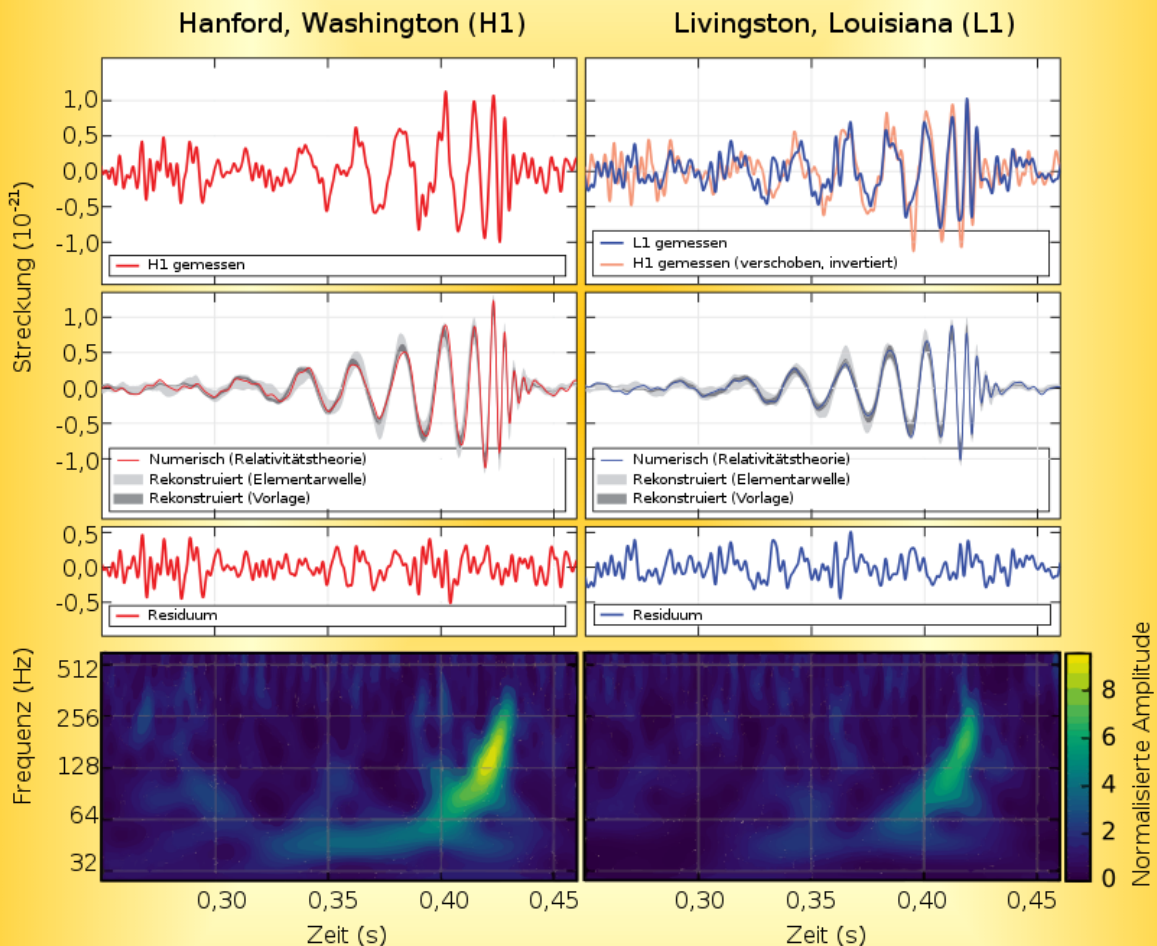 Hanford, Washington (H1)
Livingston, Louisiana (L1)
Streckung (10⁻²¹)
1,0
0,5
0,0
-0,5
-1,0
H1 gemessen
L1 gemessen
H1 gemessen (verschoben, invertiert)
1,0
0,5
0,0
-0,5
-1,0
Numerisch (Relativitätstheorie)
Rekonstruiert (Elementarwelle)
Rekonstruiert (Vorlage)
Numerisch (Relativitätstheorie)
Rekonstruiert (Elementarwelle)
Rekonstruiert (Vorlage)
0,5
0,0
-0,5
Residuum
Residuum
Frequenz (Hz)
512
256
128
64
32
Normalisierte Amplitude
8
6
4
2
0
0,30
0,35
0,40
0,45
0,30
0,35
0,40
0,45
Zeit (s)
Zeit (s)